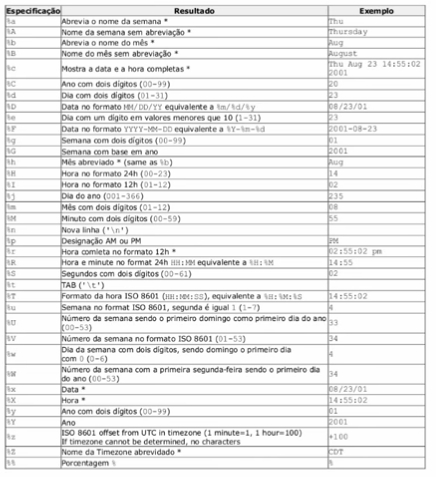 Especificação Resultado Exemplo
%a Abrevia o nome da semana * Thu
%A Nome da semana sem abreviação * Thursday
%b Abrevia o nome do mês * Aug
%B Nome do mês sem abreviação * August
%c Mostra a data e a hora completas * Thu Aug 23 14:55:02
2001
%C Ano com dois dígitos (00-99) 20
%d Dia com dois dígitos (01-31) 23
%D Data no formato MM/DD/YY equivalente a %m/%d/%y 08/23/01
%e Dia com um dígito em valores menores que 10 (1-31) 23
%F Data no formato YYYY-MM-DD equivalente a %Y-%m-%d 2001-08-23
%g Semana com dois dígitos (00-99) 01
%G Semana com base em ano 2001
%h Mês abreviado * (same as %b) Aug
%H Hora no formato 24h (00-23) 14
%I Hora no formato 12h (01-12) 02
%j Dia do ano (001-366) 235
%m Mês com dois dígitos (01-12) 08
%M Minuto com dois dígitos (00-59) 55
%n Nova linha ('\n')
%p Designação AM ou PM PM
%r Hora comleta no formato 12h * 02:55:02 pm
%R Hora e minute no format 24h HH:MM equivalente a %H:%M 14:55
%S Segundos com dois dígitos (00-61) 02
%t TAB ('\t')
%T Formato da hora ISO 8601 (HH:MM:SS), equivalente a %H:%M:%S 14:55:02
%u Semana no format ISO 8601, segunda é igual 1 (1-7) 4
%U Número da semana sendo o primeiro domingo como primeiro dia do ano
(00-53) 33
%V Número da semana no formato ISO 8601 (01-53) 34
%w Dia da semana com dois dígitos, sendo domingo o primeiro dia
com 0 (0-6) 4
%W Número da semana com a primeira segunda-feira sendo o primeiro dia
do ano (00-53) 34
%x Data * 08/23/01
%X Hora * 14:55:02
%y Ano com dois dígitos (00-99) 01
%Y Ano 2001
%z ISO 8601 offset from UTC in timezone (1 minute=1, 1 hour=100)
If timezone cannot be determined, no characters +100
%Z Nome da Timezone abrevidado * CDT
%% Porcentagem % %